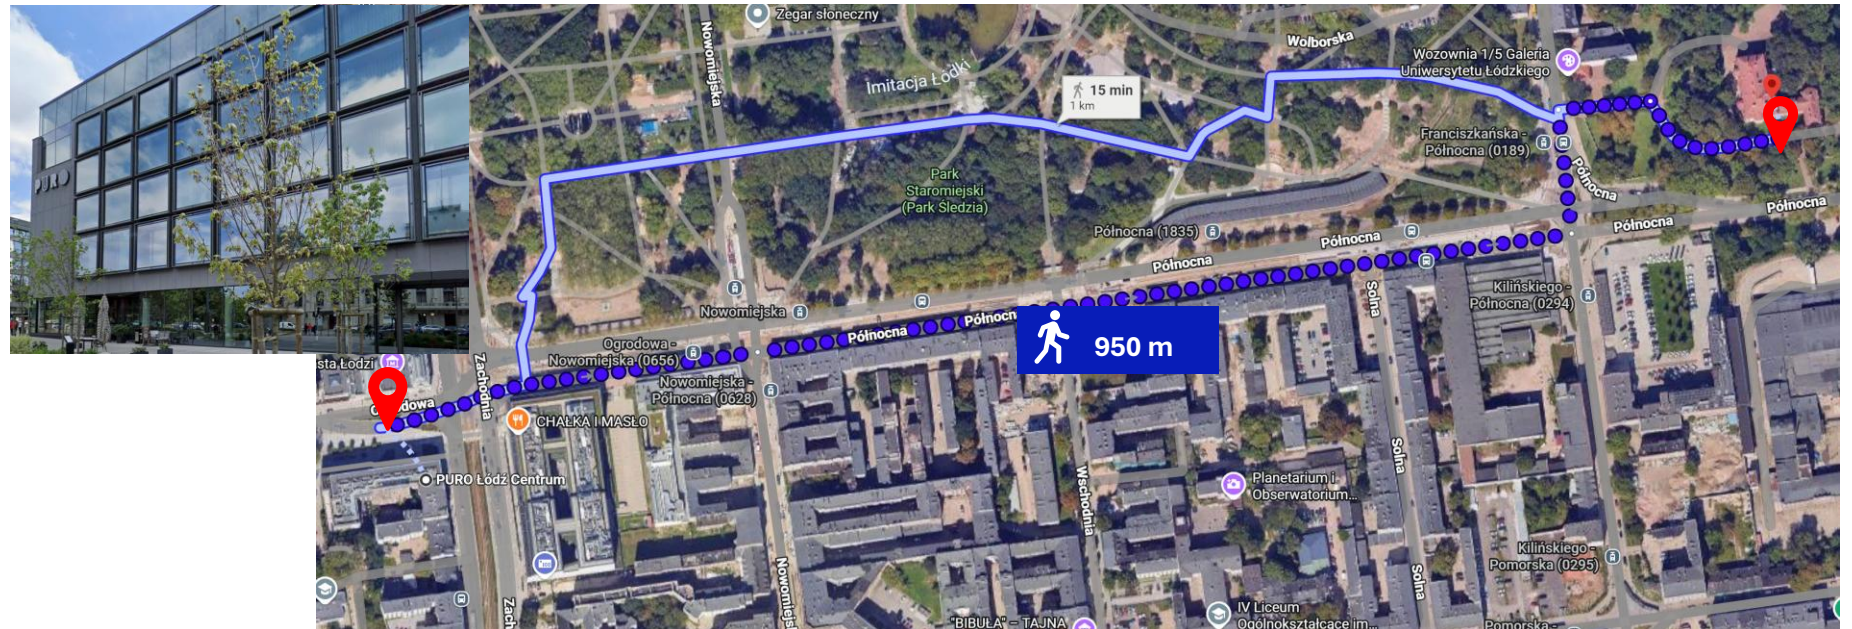 PURO
Zegar słoneczny
Nowomiejska
Wolborska
Wozownia 1/5 Galeria
Uniwersytetu Łódzkiego
Imitacja Łódki
15 min
1 km
Franciszkańska -
Północna (0189)
Park
Staromiejski
(Park Śledzia)
Północna
Północna (1835)
Północna
Północna
Północna
Północna
Kilińskiego -
Północna (0294)
Solna
Nowomiejska
Północna
Północna
950 m
Ogrodowa -
Nowomiejska (0656)
Zachodnia
Nowomiejska -
Północna (0628)
CHAŁKA I MASŁO
PURO Łódź Centrum
Wschodnia
Solna
Planetarium i
Obserwatorium...
Kilińskiego -
Pomorska (0295)
Solna
"BIBUŁA" – TAJNA
IV Liceum
Ogólnokształcące im...
Pomorska -